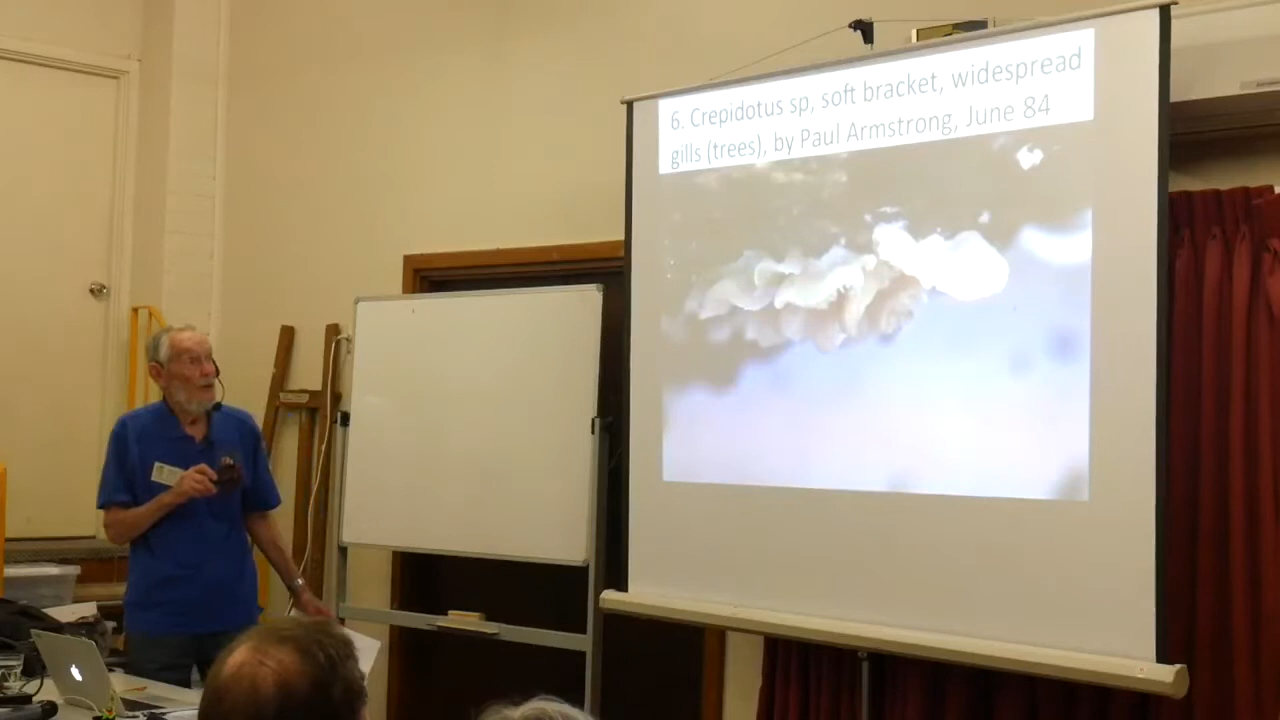 6. Crepidotus sp, soft bracket, widespread
gills (trees), by Paul Armstrong, June 84